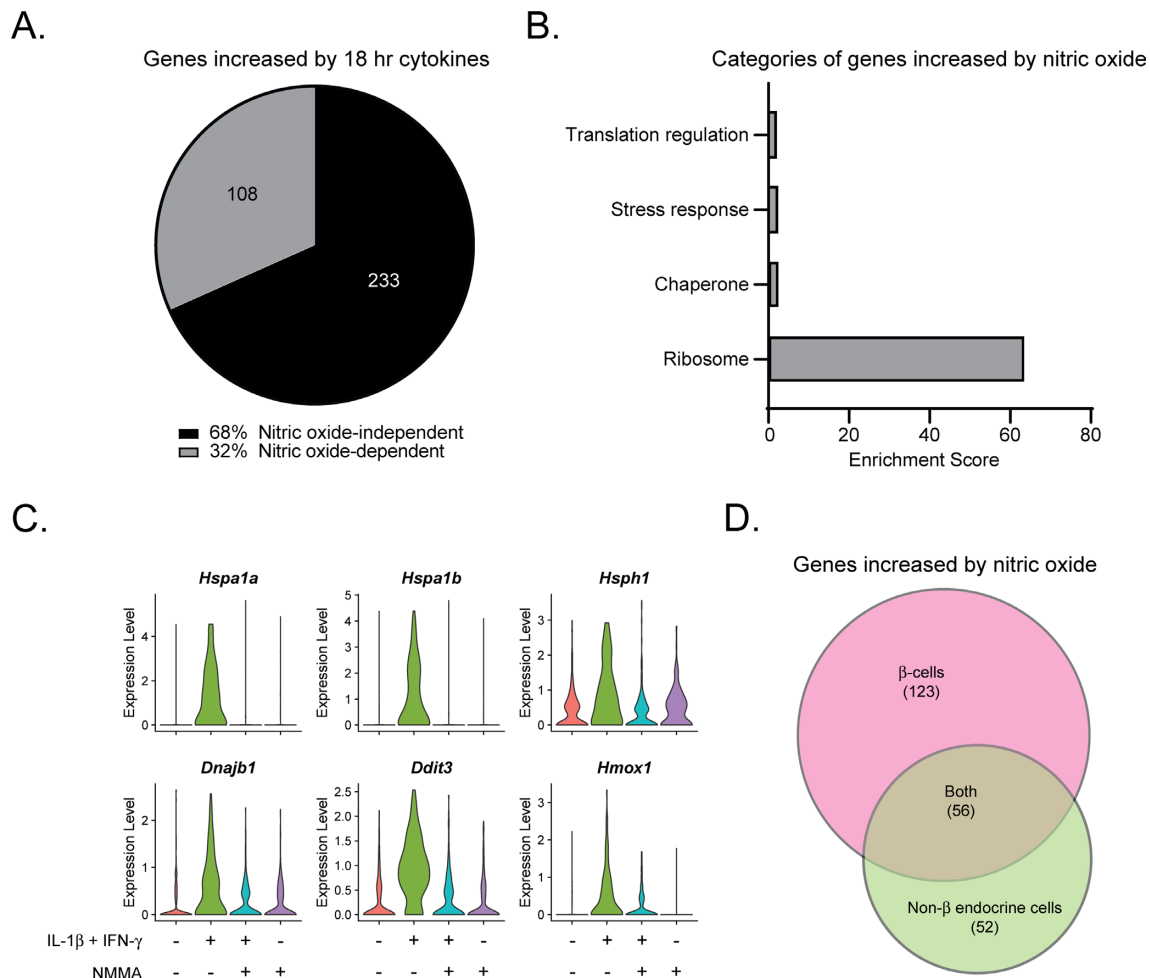 A.
Genes increased by 18 hr cytokines
108
233
68% Nitric oxide-independent
32% Nitric oxide-dependent
B.
Categories of genes increased by nitric oxide
Translation regulation
Stress response
Chaperone
Ribosome
0 20 40 60 80
Enrichment Score
C.
Hspa1a
Expression Level
4
2
0
Hspa1b
Expression Level
5
4
3
2
1
0
Hsph1
Expression Level
3
2
1
0
Dnajb1
Expression Level
2
1
0
Ddit3
Expression Level
2.5
2.0
1.5
1.0
0.5
0.0
Hmox1
Expression Level
3
2
1
0
IL-1β + IFN-γ - + + - - + + - - + + -
NMMA - - + + - - + + - - + +
D.
Genes increased by nitric oxide
β-cells
(123)
Both
(56)
Non-β endocrine cells
(52)